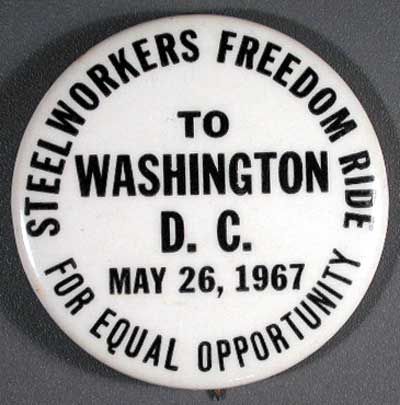 STEELWORKERS FREEDOM RIDE
TO
WASHINGTON
D. C.
MAY 26, 1967
FOR EQUAL OPPORTUNITY